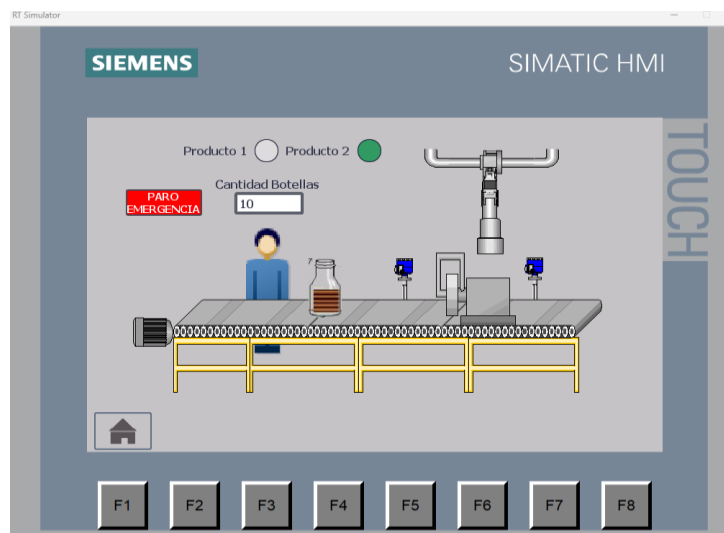 RT Simulator
SIEMENS
SIMATIC HMI
TOUCH
Producto 1
Producto 2
Cantidad Botellas
10
PARO
EMERGENCIA
7
F1
F2
F3
F4
F5
F6
F7
F8